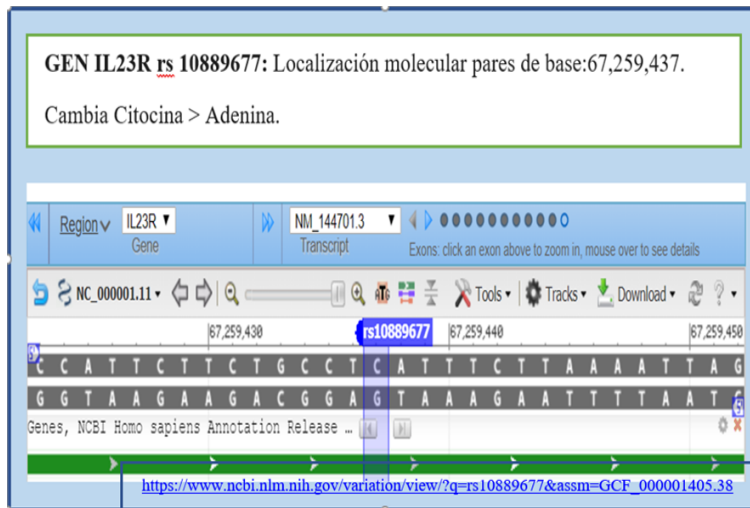 GEN IL23R rs 10889677: Localización molecular pares de base:67,259,437.
Cambia Citocina > Adenina.
Region IL23R NM_144701.3
Gene Transcript Exons: click an exon above to zoom in, mouse over to see details
NC_000001.11 Tools Tracks Download ?
67,259,430 rs10889677 67,259,440 67,259,450
C C A T T C T T C T G C C T C A T T T C T T A A A A T T A G
G G T A A G A A G A C G G A G T A A A G A A T T T T A A T C
Genes, NCBI Homo sapiens Annotation Release ...
https://www.ncbi.nlm.nih.gov/variation/view/?q=rs10889677&assm=GCF_000001405.38